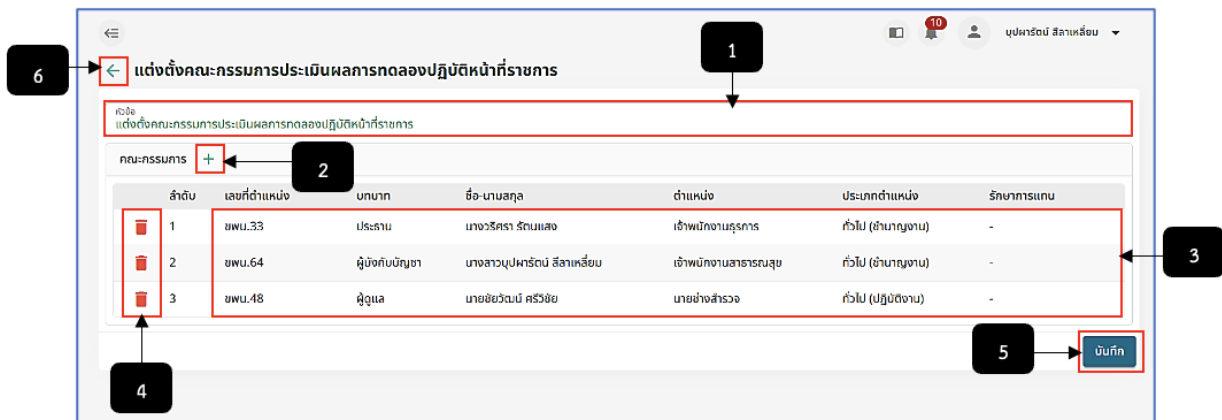 10
บุปผารัตน์ สีลาเหลี่ยม
1
6
แต่งตั้งคณะกรรมการประเมินผลการทดลองปฏิบัติหน้าที่ราชการ
หัวข้อ
แต่งตั้งคณะกรรมการประเมินผลการทดลองปฏิบัติหน้าที่ราชการ
คณะกรรมการ +
2
ลำดับ เลขที่ตำแหน่ง บทบาท ชื่อ-นามสกุล ตำแหน่ง ประเภทตำแหน่ง รักษาการแทน
1 ขพน.33 ประธาน นางวริศรา รัตนแสง เจ้าพนักงานธุรการ ทั่วไป (ชำนาญงาน) -
3
2 ขพน.64 ผู้บังคับบัญชา นางสาวบุปผารัตน์ สีลาเหลี่ยม เจ้าพนักงานสาธารณสุข ทั่วไป (ชำนาญงาน) -
3 ขพน.48 ผู้ดูแล นายชัยวัฒน์ ศรีวิชัย นายช่างสำรวจ ทั่วไป (ปฏิบัติงาน) -
5
บันทึก
4